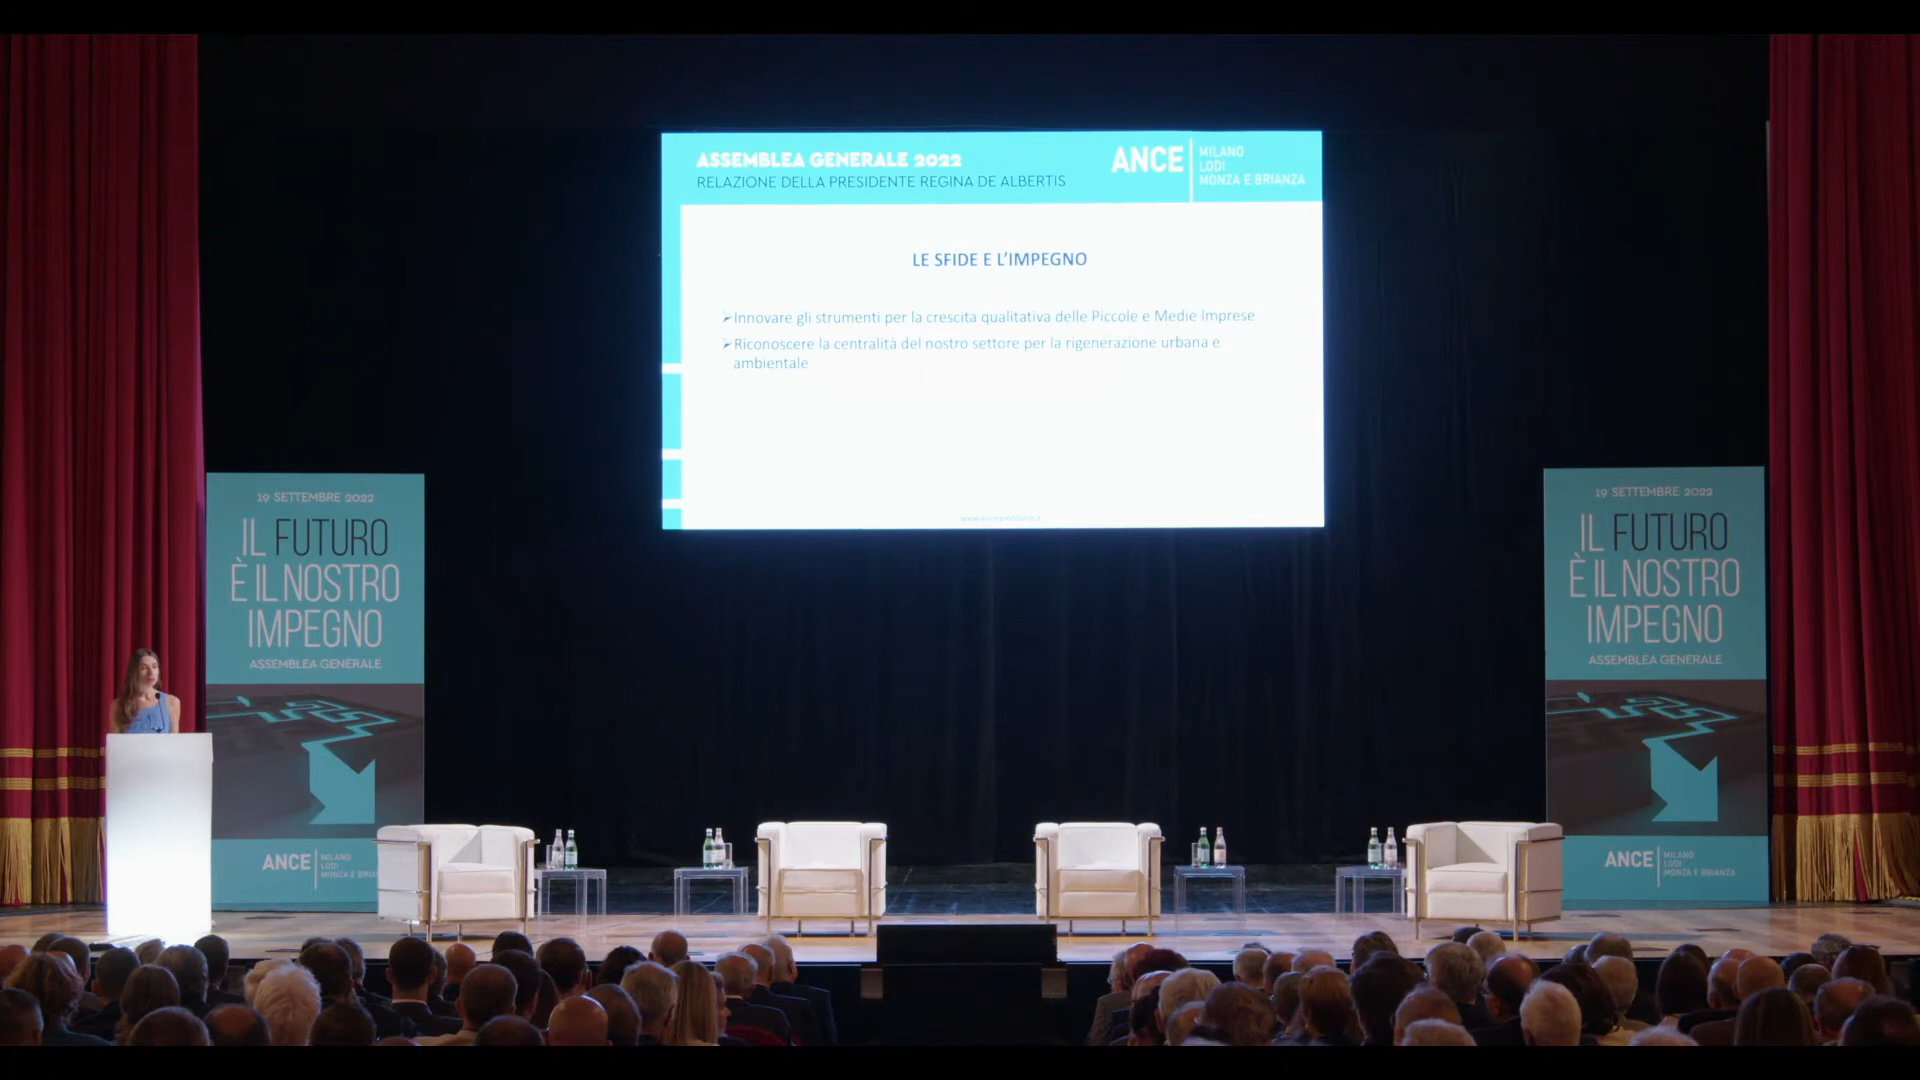 ASSEMBLEA GENERALE 2022
RELAZIONE DELLA PRESIDENTE REGINA DE ALBERTIS
ANCE
MILANO
LODI
MONZA E BRIANZA
LE SFIDE E L'IMPEGNO
➢Innovare gli strumenti per la crescita qualitativa delle Piccole e Medie Imprese
➢Riconoscere la centralità del nostro settore per la rigenerazione urbana e
ambientale
19 SETTEMBRE 2022
IL FUTURO
È IL NOSTRO
IMPEGNO
ASSEMBLEA GENERALE
ANCE
MILANO
LODI
MONZA E BRIA
19 SETTEMBRE 2022
IL FUTURO
È IL NOSTRO
IMPEGNO
ASSEMBLEA GENERALE
ANCE
MILANO
LODI
MONZA E BRIANZA